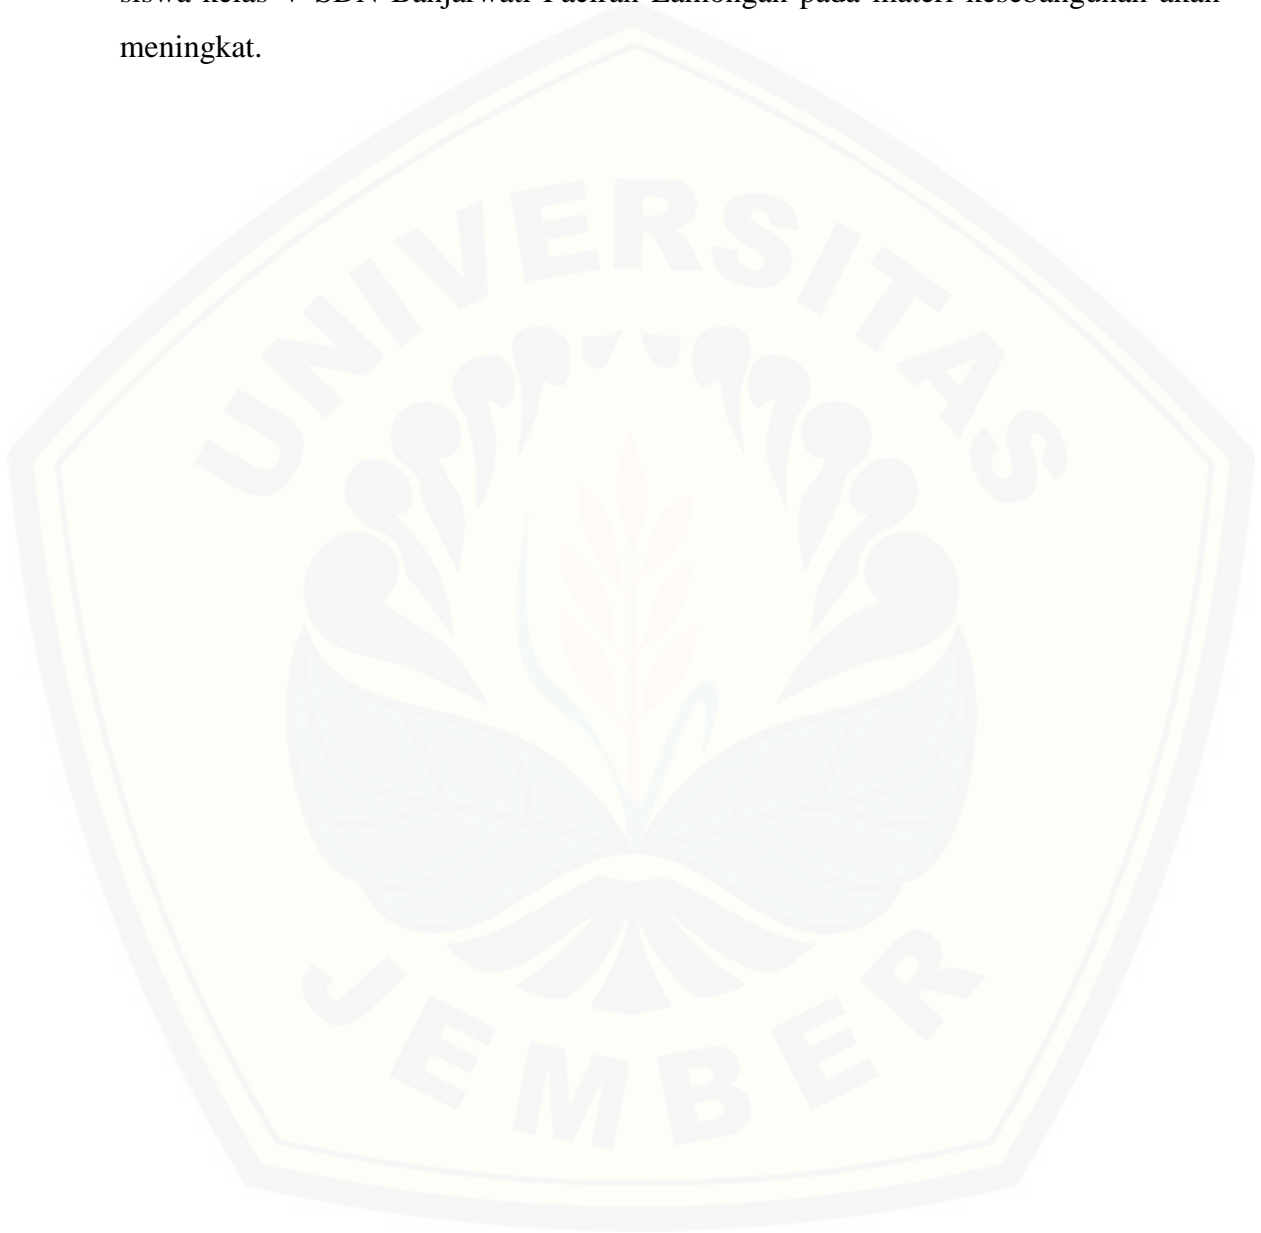 siswa kelas V SDN Banjarwati Paciran Lamongan pada materi kesebangunan akan
meningkat.
UNIVERSITAS
JEMBER